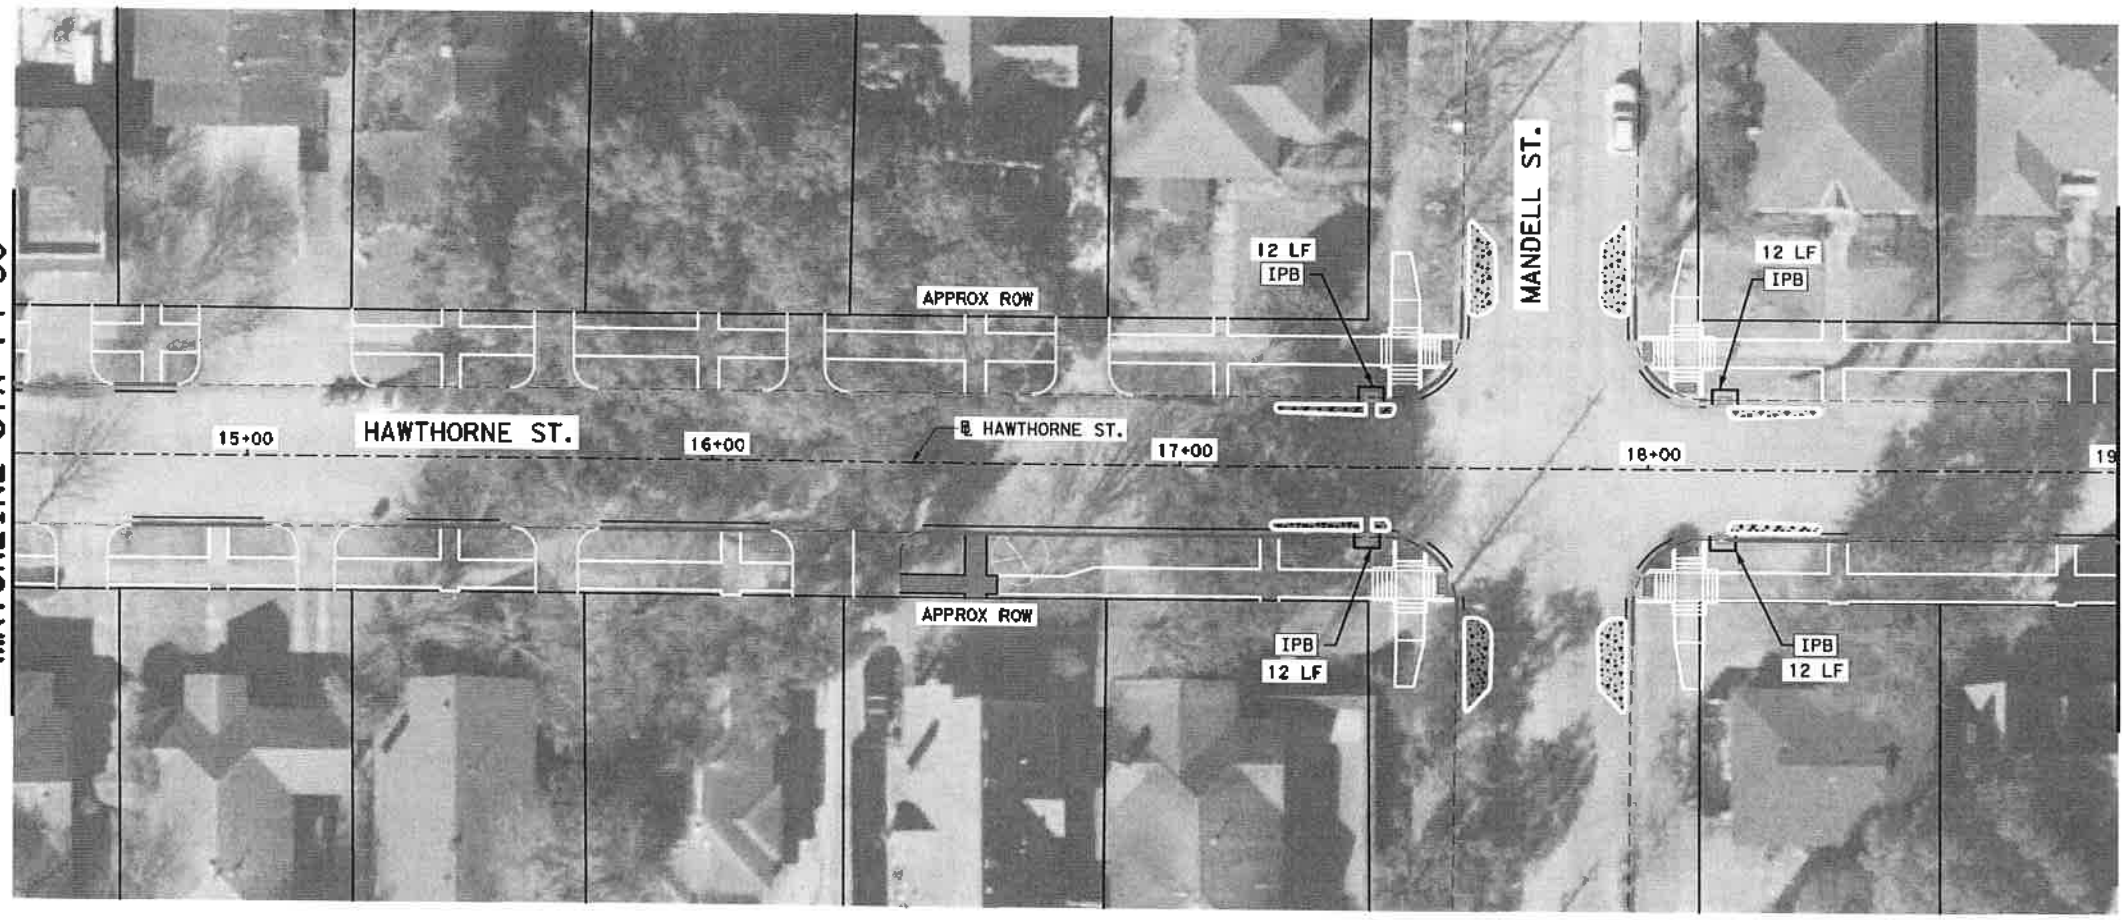 12 LF
IPB
12 LF
IPB
MANDELL ST.
APPROX ROW
HAWTHORNE ST.
15+00
16+00
℄ HAWTHORNE ST.
17+00
18+00
19
APPROX ROW
IPB
12 LF
IPB
12 LF